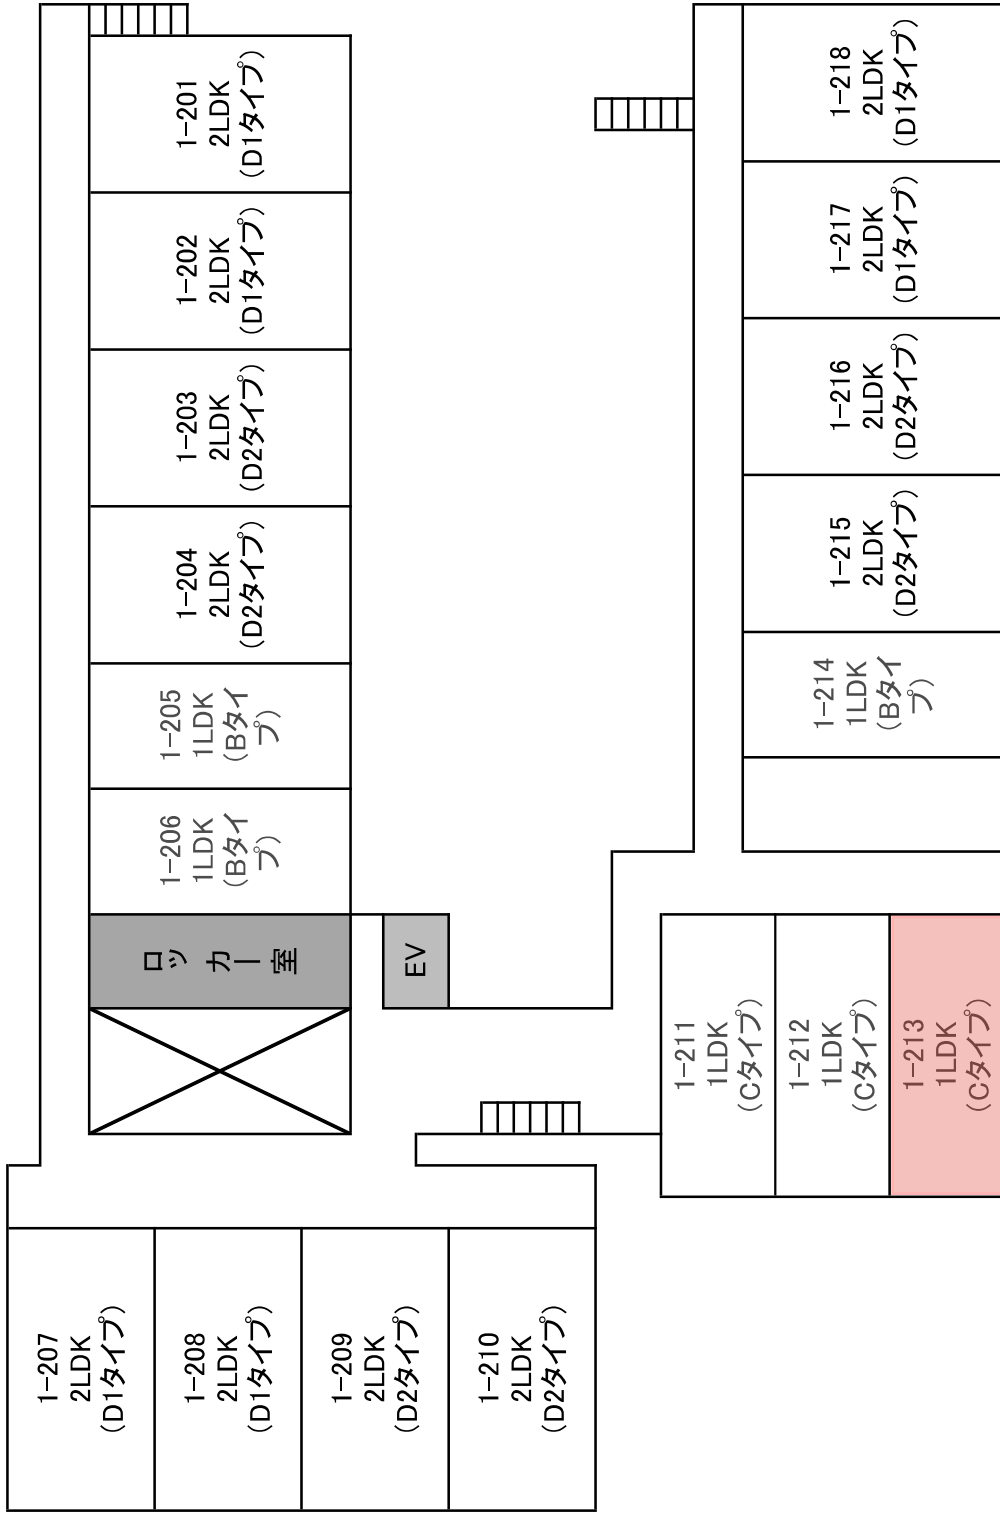 1-201
2LDK
(D1タイプ)
1-202
2LDK
(D1タイプ)
1-203
2LDK
(D2タイプ)
1-204
2LDK
(D2タイプ)
1-205
1LDK
(Bタイ
プ)
1-206
1LDK
(Bタイ
プ)
ロッカー室
EV
1-207
2LDK
(D1タイプ)
1-208
2LDK
(D1タイプ)
1-209
2LDK
(D2タイプ)
1-210
2LDK
(D2タイプ)
1-211
1LDK
(Cタイプ)
1-212
1LDK
(Cタイプ)
1-213
1LDK
(Cタイプ)
1-214
1LDK
(Bタイ
プ)
1-215
2LDK
(D2タイプ)
1-216
2LDK
(D2タイプ)
1-217
2LDK
(D1タイプ)
1-218
2LDK
(D1タイプ)